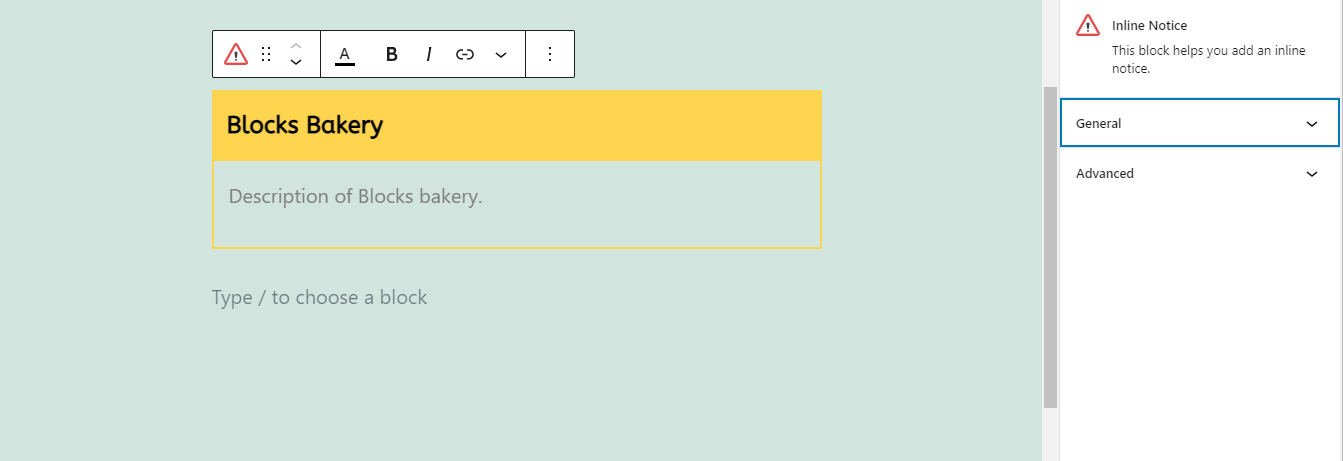 A B I
Blocks Bakery
Description of Blocks bakery.
Type / to choose a block
Inline Notice
This block helps you add an inline
notice.
General
Advanced